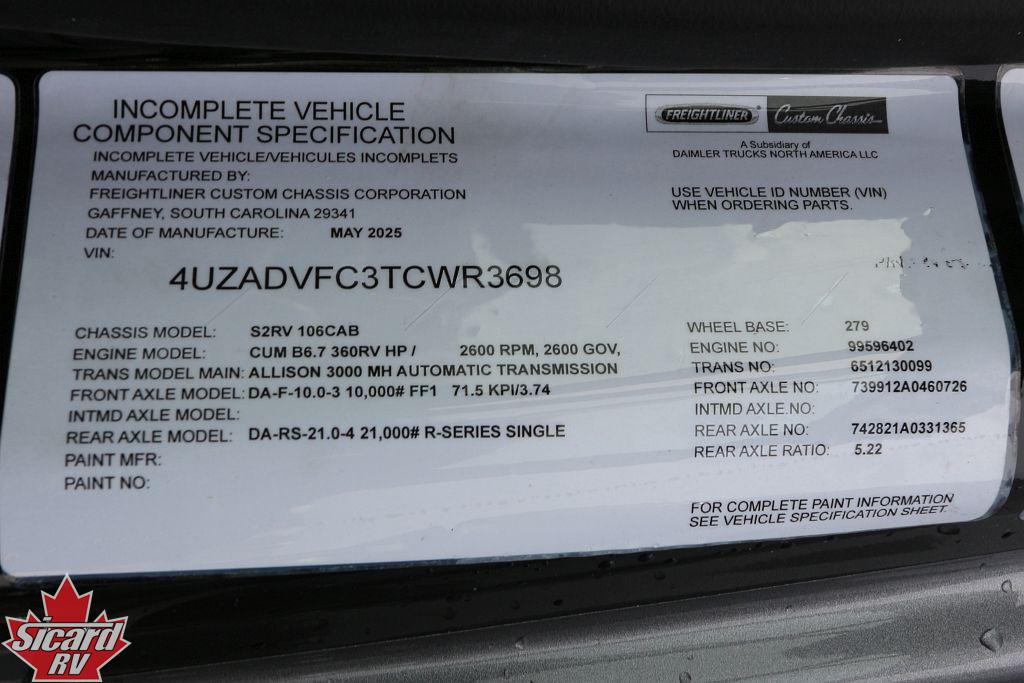 INCOMPLETE VEHICLE
COMPONENT SPECIFICATION
INCOMPLETE VEHICLE/VEHICULES INCOMPLETS
MANUFACTURED BY:
FREIGHTLINER CUSTOM CHASSIS CORPORATION
GAFFNEY, SOUTH CAROLINA 29341
DATE OF MANUFACTURE: MAY 2025
VIN:
4UZADVFC3TCWR3698
FREIGHTLINER Custom Chassis
A Subsidiary of
DAIMLER TRUCKS NORTH AMERICA LLC
USE VEHICLE ID NUMBER (VIN)
WHEN ORDERING PARTS.
CHASSIS MODEL: S2RV 106CAB
ENGINE MODEL: CUM B6.7 360RV HP / 2600 RPM, 2600 GOV,
TRANS MODEL MAIN: ALLISON 3000 MH AUTOMATIC TRANSMISSION
FRONT AXLE MODEL: DA-F-10.0-3 10,000# FF1 71.5 KPI/3.74
INTMD AXLE MODEL:
REAR AXLE MODEL: DA-RS-21.0-4 21,000# R-SERIES SINGLE
PAINT MFR:
PAINT NO:
WHEEL BASE: 279
ENGINE NO: 99596402
TRANS NO: 6512130099
FRONT AXLE NO: 739912A0460726
INTMD AXLE.NO:
REAR AXLE NO: 742821A0331365
REAR AXLE RATIO: 5.22
FOR COMPLETE PAINT INFORMATION
SEE VEHICLE SPECIFICATION SHEET.
Sicard
RV